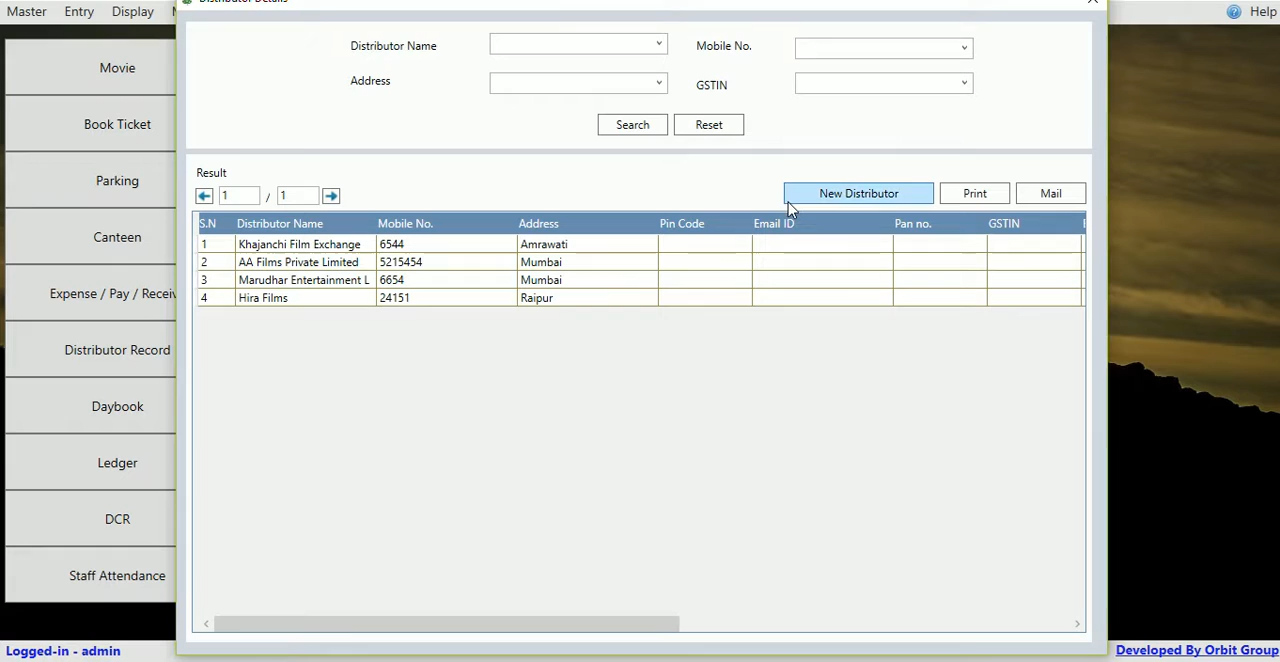 Master Entry Display Help
Distributor Details
Movie
Book Ticket
Parking
Canteen
Expense / Pay / Receiv
Distributor Record
Daybook
Ledger
DCR
Staff Attendance
Distributor Name Mobile No.
Address GSTIN
Search Reset
Result
1 / 1 New Distributor Print Mail
S.N Distributor Name Mobile No. Address Pin Code Email ID Pan no. GSTIN
1 Khajanchi Film Exchange 6544 Amrawati
2 AA Films Private Limited 5215454 Mumbai
3 Marudhar Entertainment L 6654 Mumbai
4 Hira Films 24151 Raipur
Logged-in - admin Developed By Orbit Group